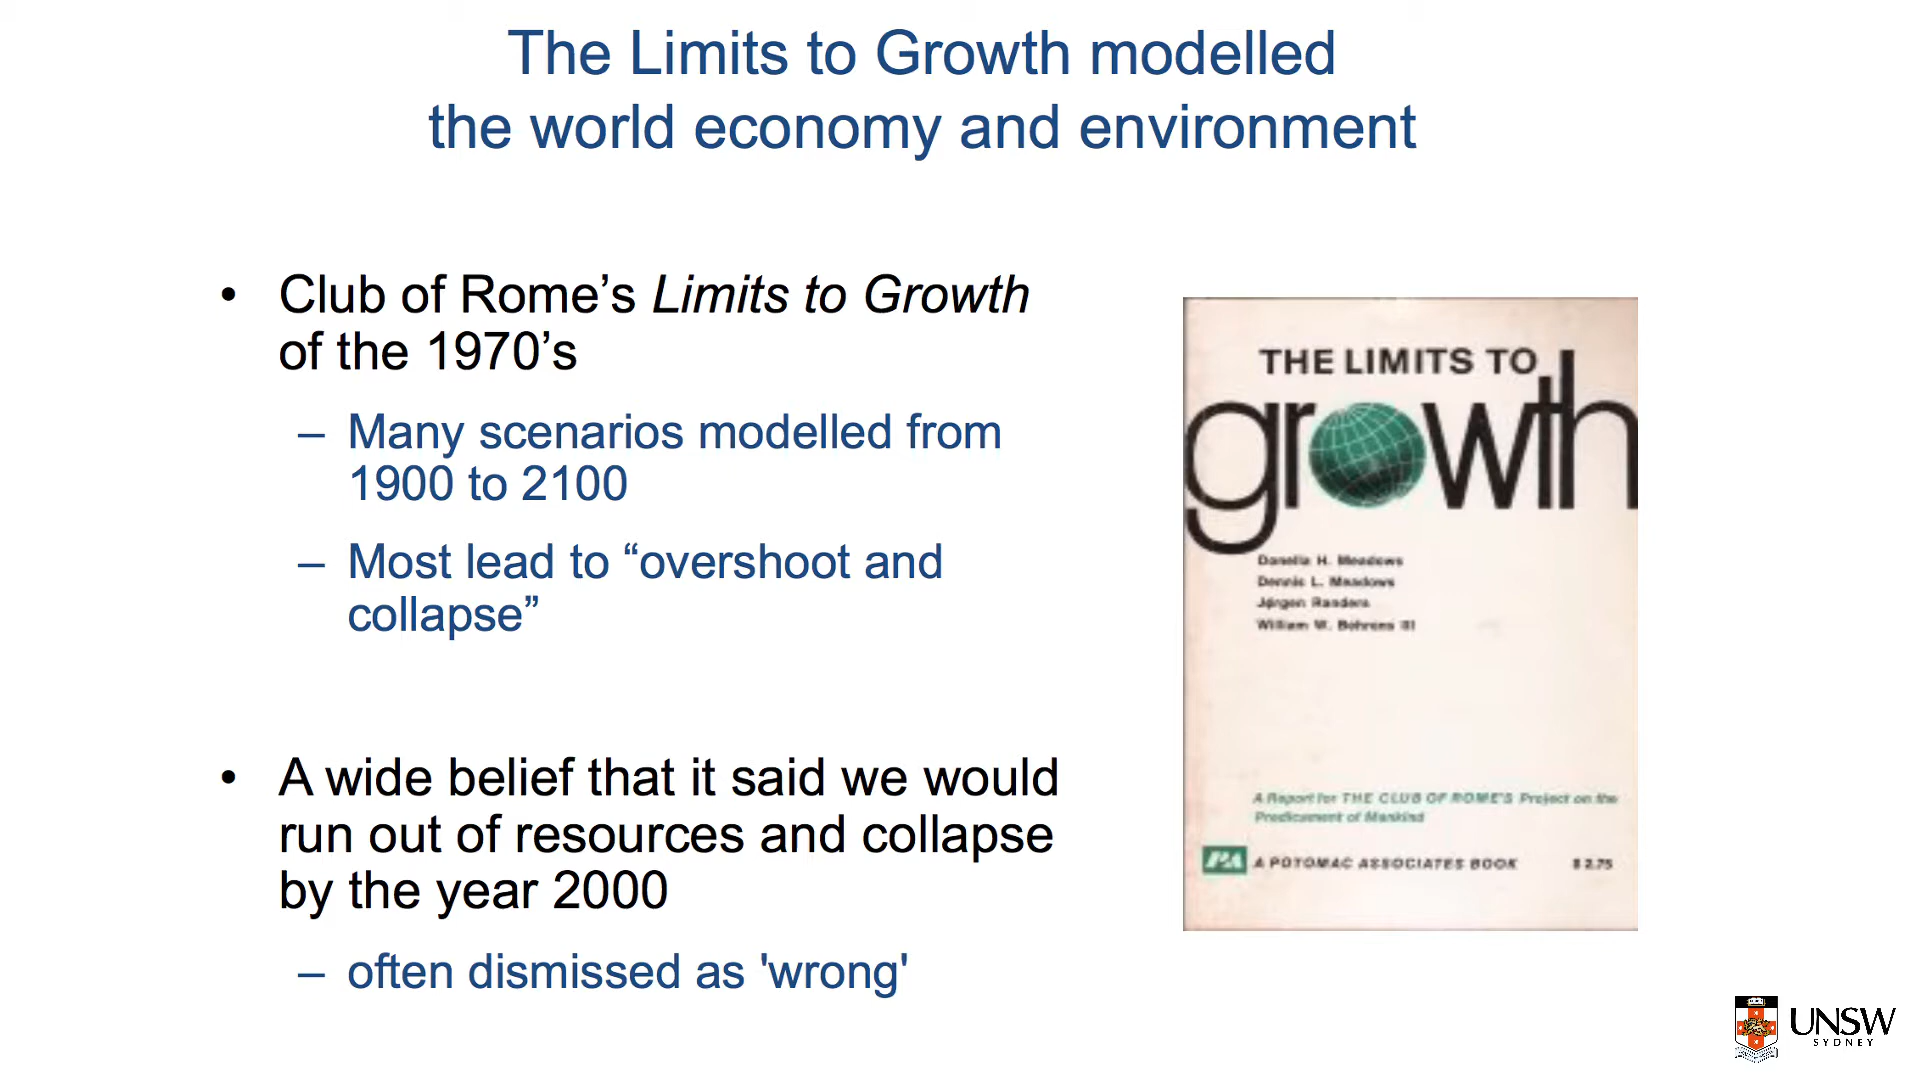 The Limits to Growth modelled
the world economy and environment
• Club of Rome’s Limits to Growth
of the 1970’s
– Many scenarios modelled from
1900 to 2100
– Most lead to “overshoot and
collapse”
• A wide belief that it said we would
run out of resources and collapse
by the year 2000
– often dismissed as 'wrong'
THE LIMITS TO
growth
Donella H. Meadows
Dennis L. Meadows
Jørgen Randers
William W. Behrens III
A Report for THE CLUB OF ROME'S Project on the
Predicament of Mankind
PA A POTOMAC ASSOCIATES BOOK $2.75
UNSW
SYDNEY